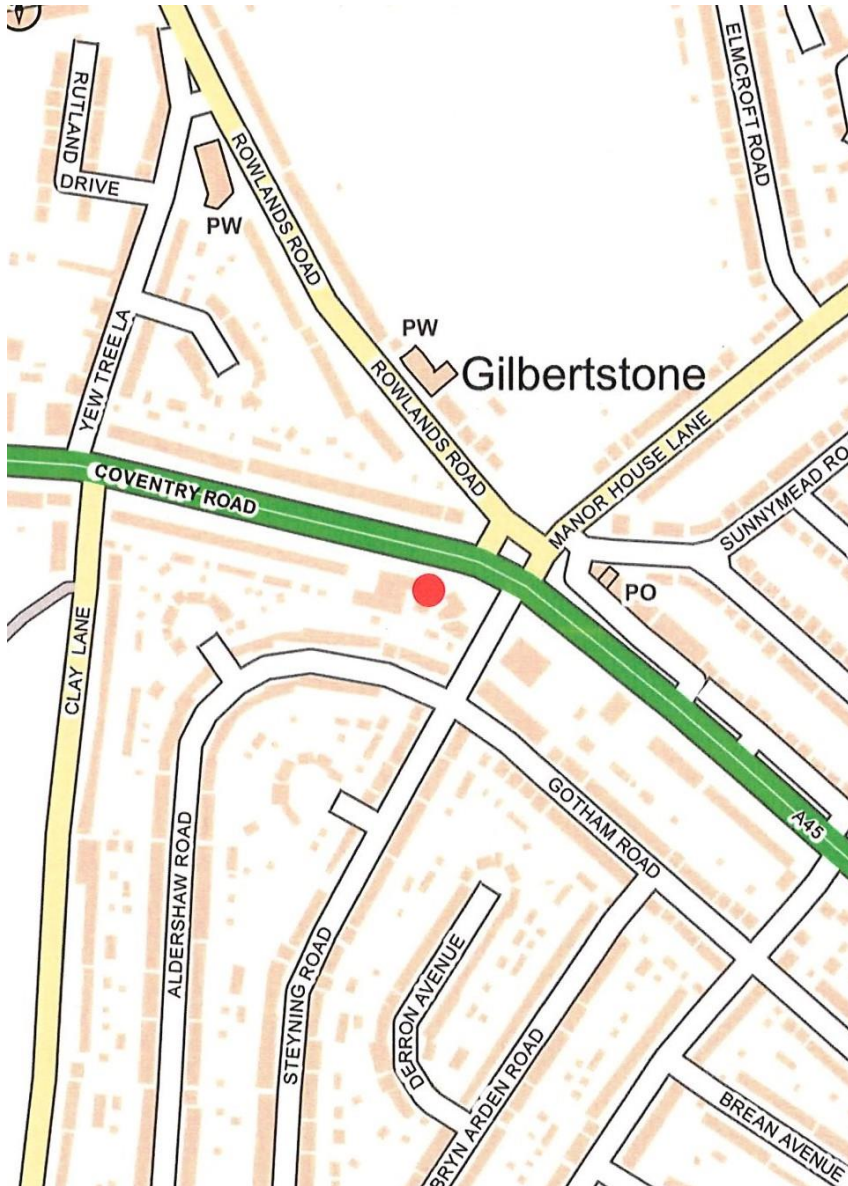 ELMCROFT ROAD
RUTLAND
DRIVE
ROWLANDS ROAD
PW
PW
Gilbertstone
YEW TREE LA
ROWLANDS ROAD
MANOR HOUSE LANE
COVENTRY ROAD
SUNNYMEAD RO
PO
CLAY LANE
GOTHAM ROAD
A45
ALDERSHAW ROAD
STEYNING ROAD
DERRON AVENUE
BRYN ARDEN ROAD
BREAN AVENUE